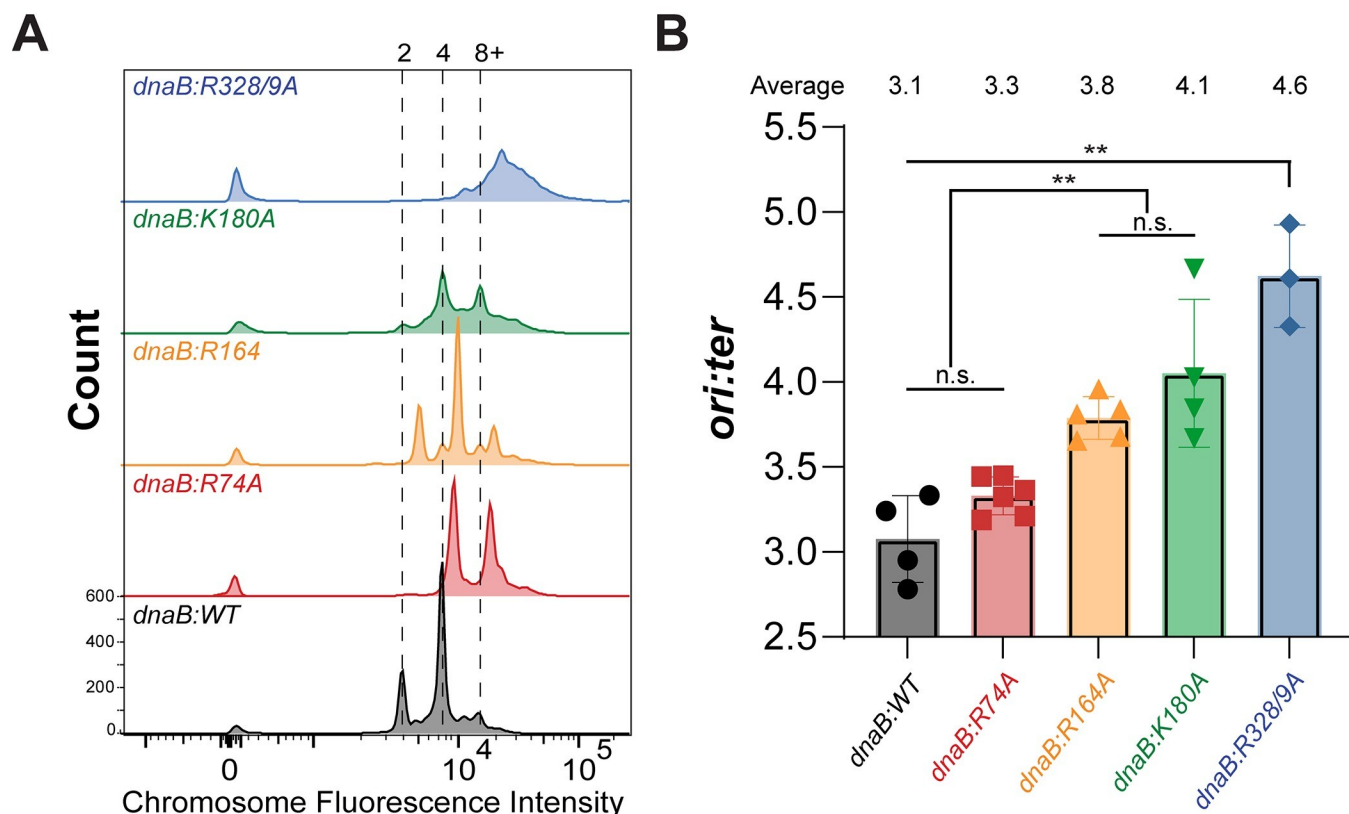 A
2 4 8+
dnaB:R328/9A
dnaB:K180A
dnaB:R164
dnaB:R74A
dnaB:WT
Count
600
400
200
0
0 10 4 10 5
Chromosome Fluorescence Intensity
B
Average 3.1 3.3 3.8 4.1 4.6
ori:ter
5.5
5.0
4.5
4.0
3.5
3.0
2.5
**
**
n.s.
n.s.
dnaB:WT
dnaB:R74A
dnaB:R164A
dnaB:K180A
dnaB:R328/9A